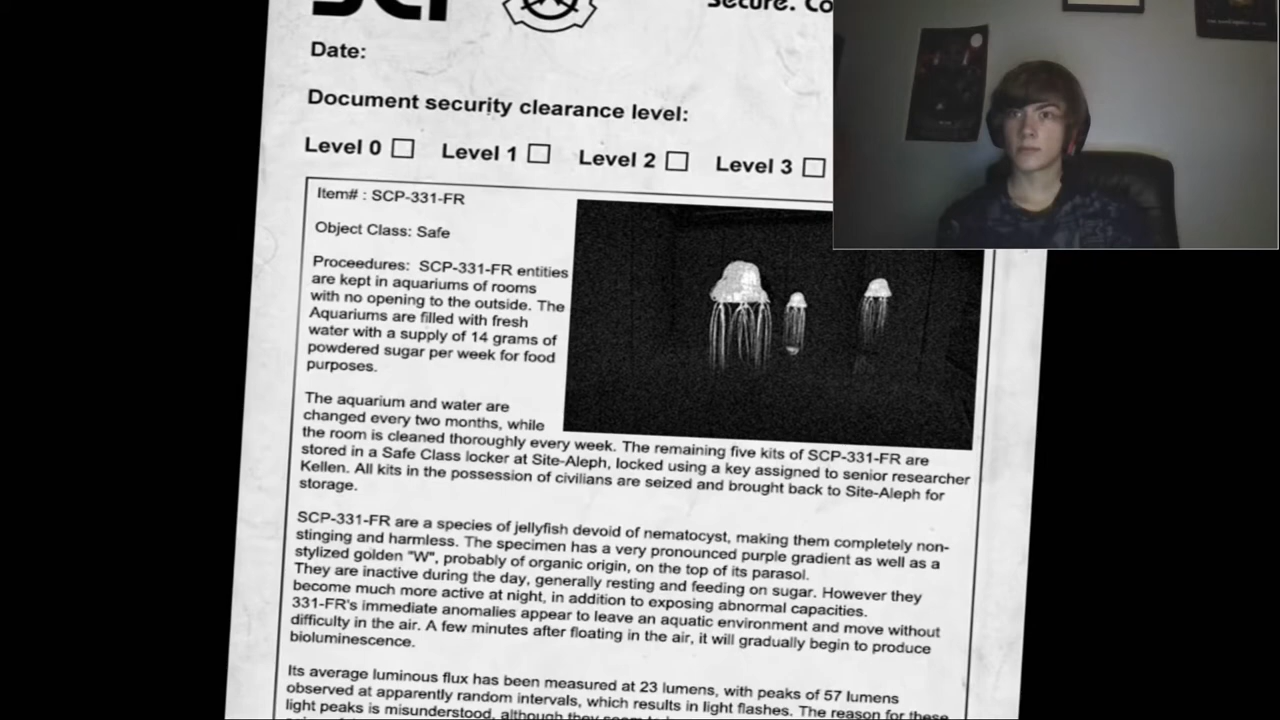 SCP
Secure. Co
Date:
Document security clearance level:
Level 0 Level 1 Level 2 Level 3
Item# : SCP-331-FR
Object Class: Safe
Proceedures: SCP-331-FR entities
are kept in aquariums of rooms
with no opening to the outside. The
Aquariums are filled with fresh
water with a supply of 14 grams of
powdered sugar per week for food
purposes.
The aquarium and water are
changed every two months, while
the room is cleaned thoroughly every week. The remaining five kits of SCP-331-FR are
stored in a Safe Class locker at Site-Aleph, locked using a key assigned to senior researcher
Kellen. All kits in the possession of civilians are seized and brought back to Site-Aleph for
storage.
SCP-331-FR are a species of jellyfish devoid of nematocyst, making them completely non-
stinging and harmless. The specimen has a very pronounced purple gradient as well as a
stylized golden "W", probably of organic origin, on the top of its parasol.
They are inactive during the day, generally resting and feeding on sugar. However they
become much more active at night, in addition to exposing abnormal capacities.
331-FR's immediate anomalies appear to leave an aquatic environment and move without
difficulty in the air. A few minutes after floating in the air, it will gradually begin to produce
bioluminescence.
Its average luminous flux has been measured at 23 lumens, with peaks of 57 lumens
observed at apparently random intervals, which results in light flashes. The reason for these
light peaks is misunderstood, although they seem to